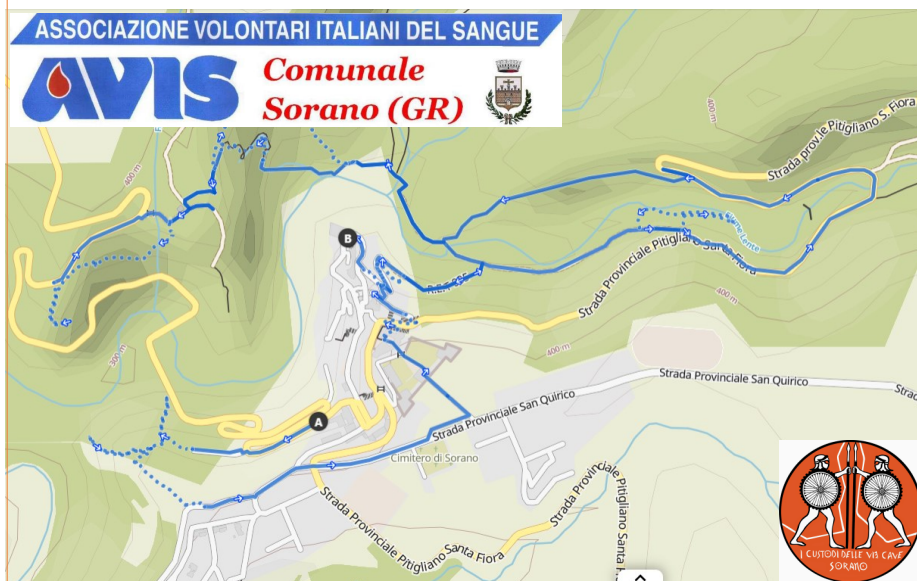 ASSOCIAZIONE VOLONTARI ITALIANI DEL SANGUE
AVIS
Comunale
Sorano (GR)
400 m
Strada prov.le Pitigliano S. Fiora
400 m
B
Strada Provinciale Pitigliano Santa Fiora
400 m
400 m
300 m
Strada Provinciale San Quirico
A
Strada Provinciale San Quirico
Cimitero di Sorano
Strada Provinciale Pitigliano Santa Fiora
Strada Provinciale Pitigliano Santa
I CUSTODI DELLE VIE CAVE
SORANO